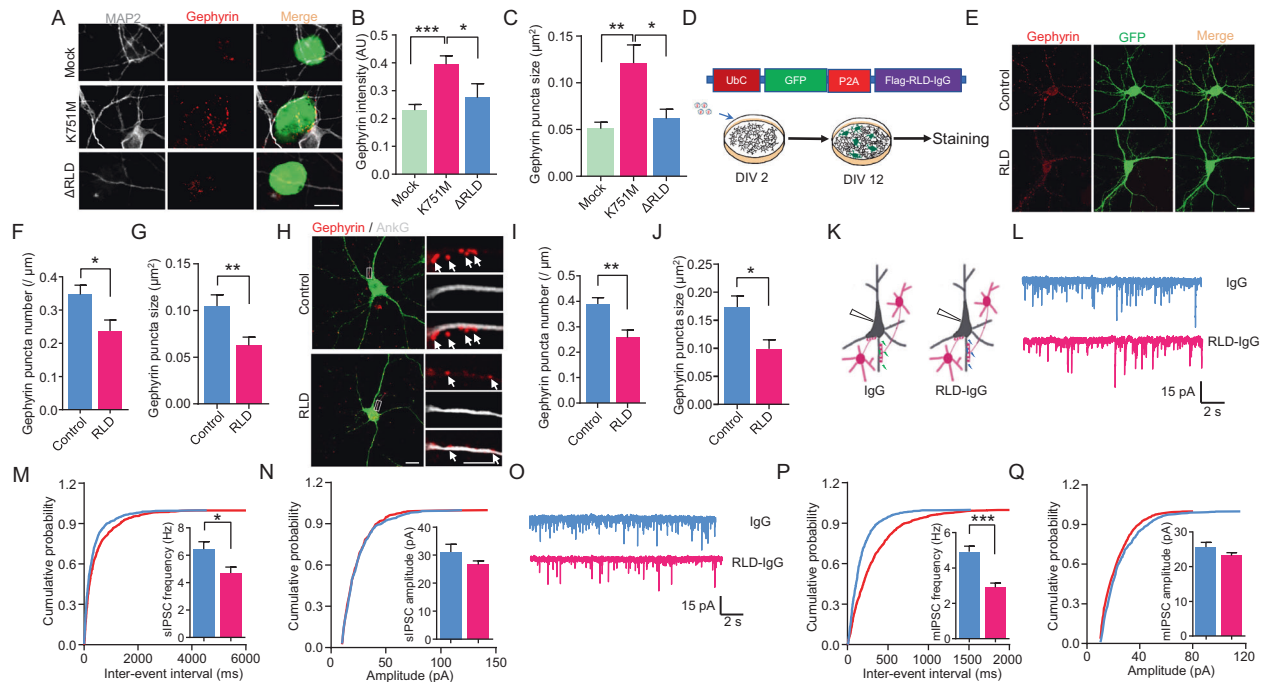 A
MAP2
Gephyrin
Merge
Mock
K751M
ΔRLD
B
Gephyrin intensity (AU)
0.5
0.4
0.3
0.2
0.1
0.0
***
*
Mock
K751M
ΔRLD
C
Gephyrin puncta size (μm²)
0.15
0.10
0.05
0.00
**
*
Mock
K751M
ΔRLD
D
UbC
GFP
P2A
Flag-RLD-IgG
DIV 2
DIV 12
Staining
E
Gephyrin
GFP
Merge
Control
RLD
F
Gephyrin puncta number (/ μm)
0.4
0.3
0.2
0.1
0.0
*
Control
RLD
G
Gephyrin puncta size (μm²)
0.15
0.10
0.05
0.00
**
Control
RLD
H
Gephyrin / AnkG
Control
RLD
I
Gephyrin puncta number (/ μm)
0.6
0.5
0.4
0.3
0.2
0.1
0.0
**
Control
RLD
J
Gephyrin puncta size (μm²)
0.25
0.20
0.15
0.10
0.05
0.00
*
Control
RLD
K
IgG
RLD-IgG
L
IgG
RLD-IgG
15 pA
2 s
M
Cumulative probability
1.2
0.9
0.6
0.3
0.0
0
2000
4000
6000
Inter-event interval (ms)
sIPSC frequency (Hz)
8
6
4
2
0
*
N
Cumulative probability
1.2
0.9
0.6
0.3
0.0
0
50
100
150
Amplitude (pA)
sIPSC amplitude (pA)
40
30
20
10
0
O
IgG
RLD-IgG
15 pA
2 s
P
Cumulative probability
1.2
0.9
0.6
0.3
0.0
0
500
1000
1500
2000
Inter-event interval (ms)
mIPSC frequency (Hz)
6
4
2
0
***
Q
Cumulative probability
1.2
0.9
0.6
0.3
0.0
0
40
80
120
Amplitude (pA)
mIPSC amplitude (pA)
30
20
10
0